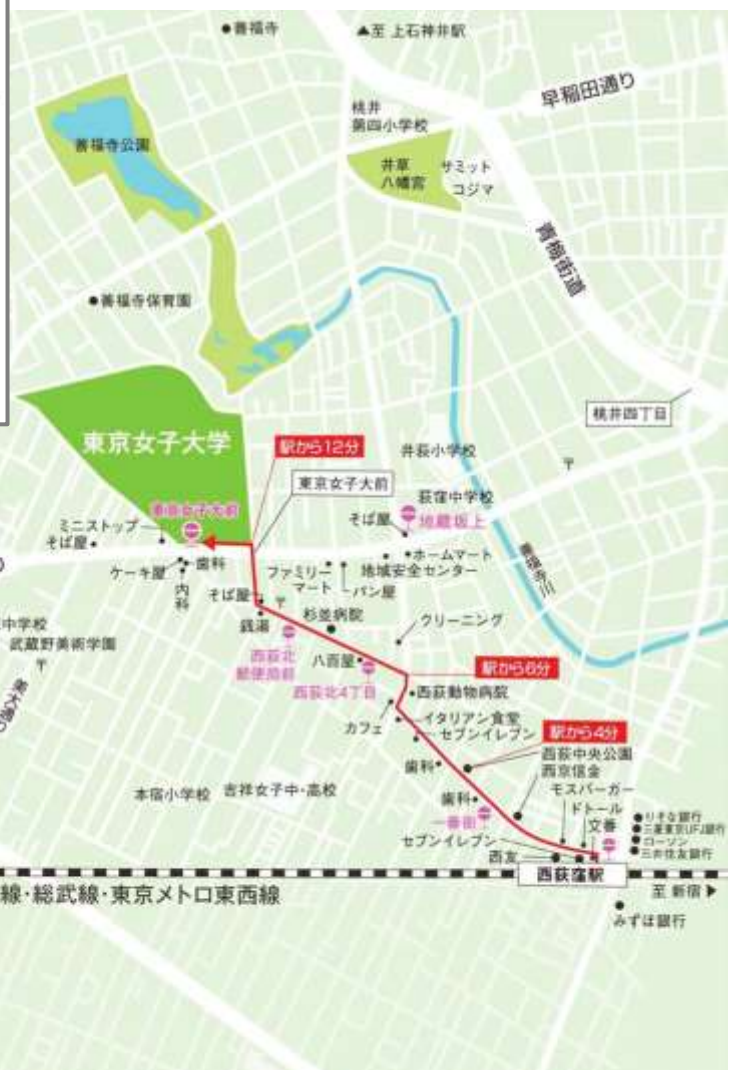 ●善福寺
▲至 上石神井駅
早稲田通り
桃井
第四小学校
善福寺公園
井草
八幡宮
サミット
コジマ
青梅街道
●善福寺保育園
桃井四丁目
東京女子大学
駅から12分
井荻小学校
〒
東京女子大前
荻窪中学校
東京女子大前
そば屋
地蔵坂上
ミニストップ
そば屋
ホームマート
善福寺川
ケーキ屋
歯科
ファミリー
マート
パン屋
地域安全センター
内科
そば屋
〒
銭湯
杉並病院
クリーニング
中学校
武蔵野美術学園
〒
西荻北
郵便局前
八百屋
駅から6分
西荻北4丁目
西荻動物病院
美大通り
カフェ
イタリアン食堂
セブンイレブン
駅から4分
歯科
西荻中央公園
西京信金
本宿小学校
吉祥女子中・高校
歯科
モスバーガー
ドトール
一番街
交番
りそな銀行
三菱東京UFJ銀行
ローソン
三井住友銀行
セブンイレブン
西友
西荻窪駅
線・総武線・東京メトロ東西線
至 新宿▶
みずほ銀行